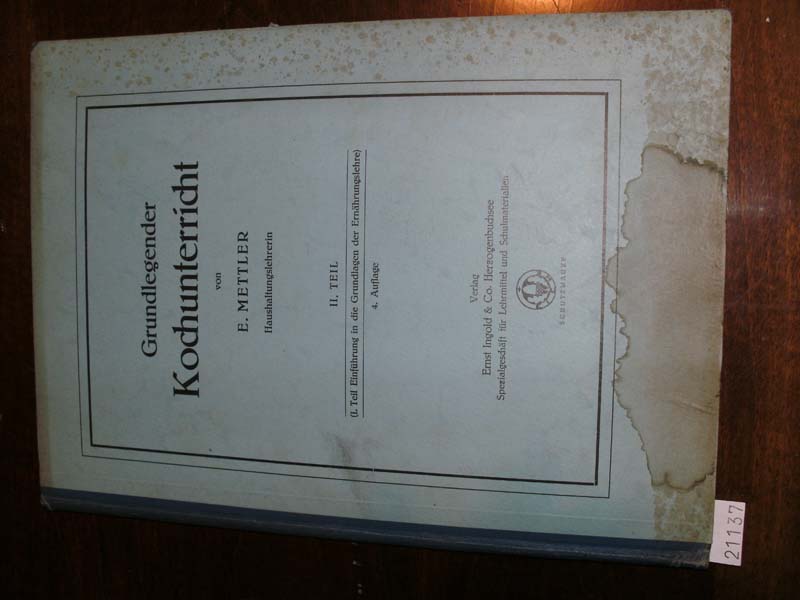 Grundlegender
Kochunterricht
von
E. METTLER
Haushaltungslehrerin
II. TEIL
(I. Teil Einführung in die Grundlagen der Ernährungslehre)
4. Auflage
Verlag
Ernst Ingold & Co. Herzogenbuchsee
Spezialgeschäft für Lehrmittel und Schulmaterialien
SCHUTZMARKE
21137